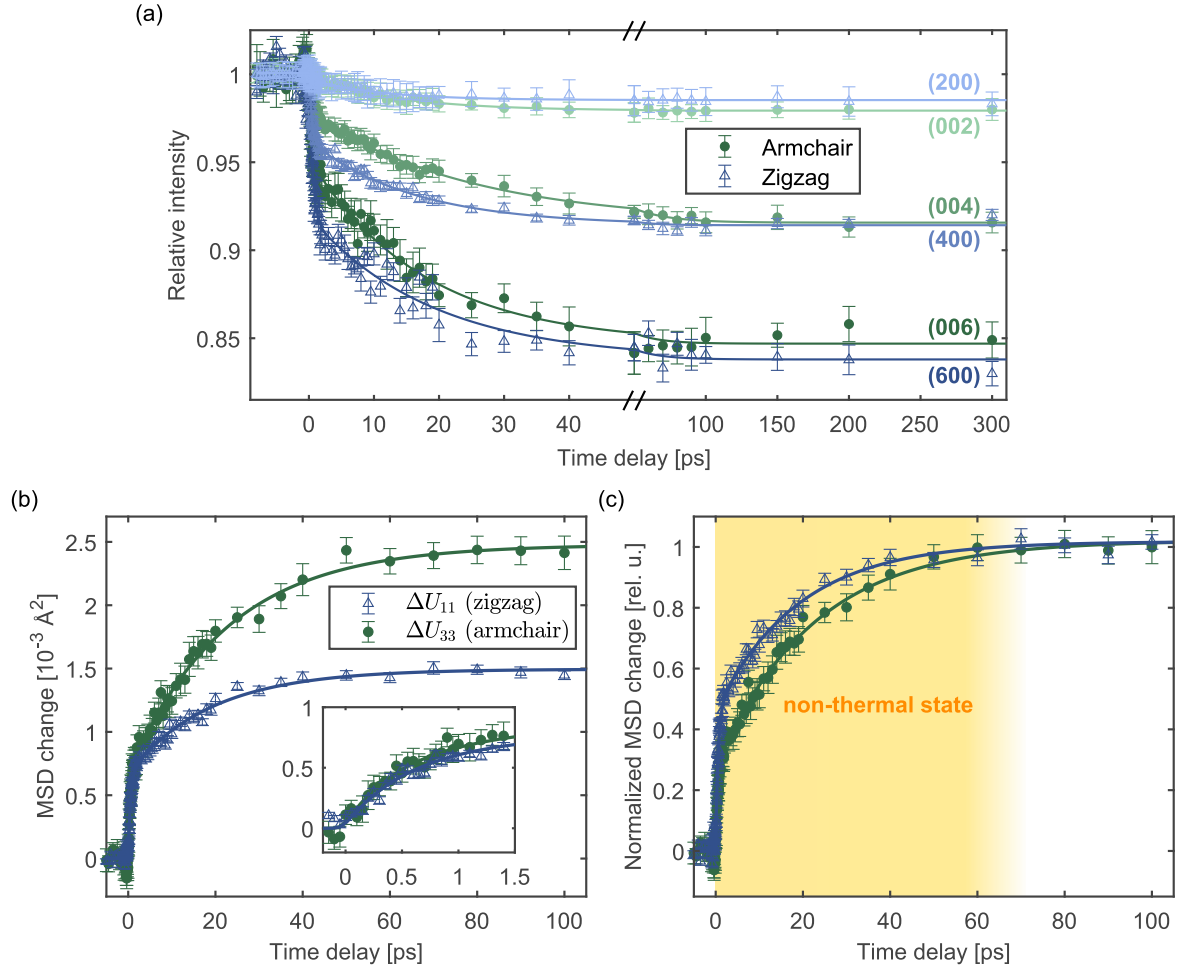 (a)
Relative intensity
1
0.95
0.9
0.85
(200)
(002)
Armchair
Zigzag
(004)
(400)
(006)
(600)
0 10 20 30 40 100 150 200 250 300
Time delay [ps]
(b)
MSD change [10⁻³ Å²]
2.5
2
1.5
1
0.5
0
ΔU₁₁ (zigzag)
ΔU₃₃ (armchair)
1
0.5
0
0 0.5 1 1.5
0 20 40 60 80 100
Time delay [ps]
(c)
Normalized MSD change [rel. u.]
1
0.8
0.6
0.4
0.2
0
non-thermal state
0 20 40 60 80 100
Time delay [ps]